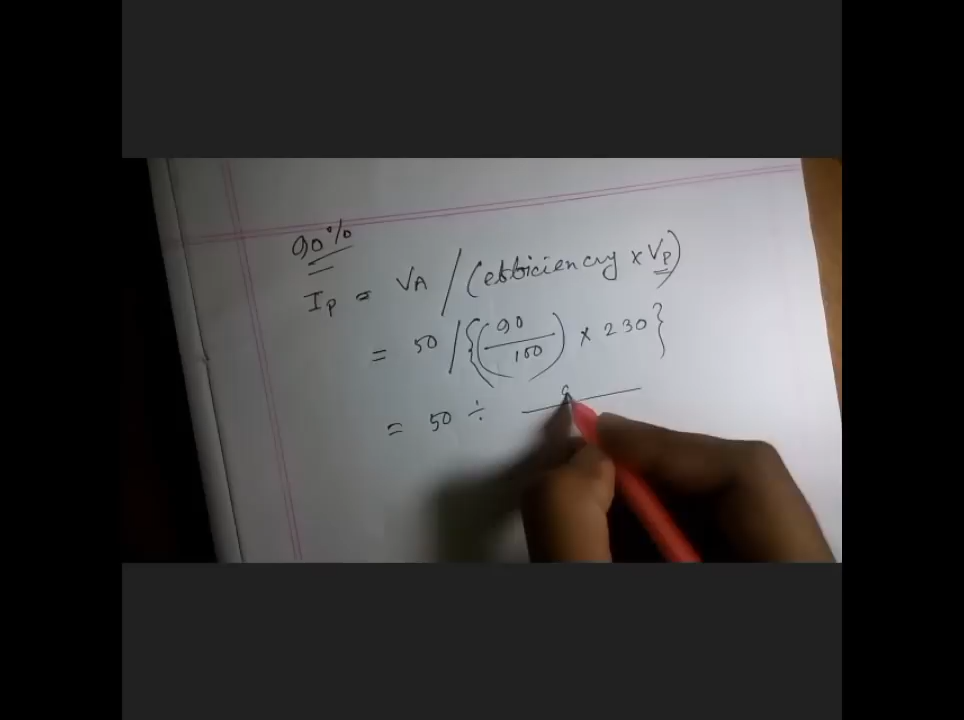 90%
Ip = VA / (efficiency x Vp)
= 50 / {(90/100) x 230}
= 50 ÷